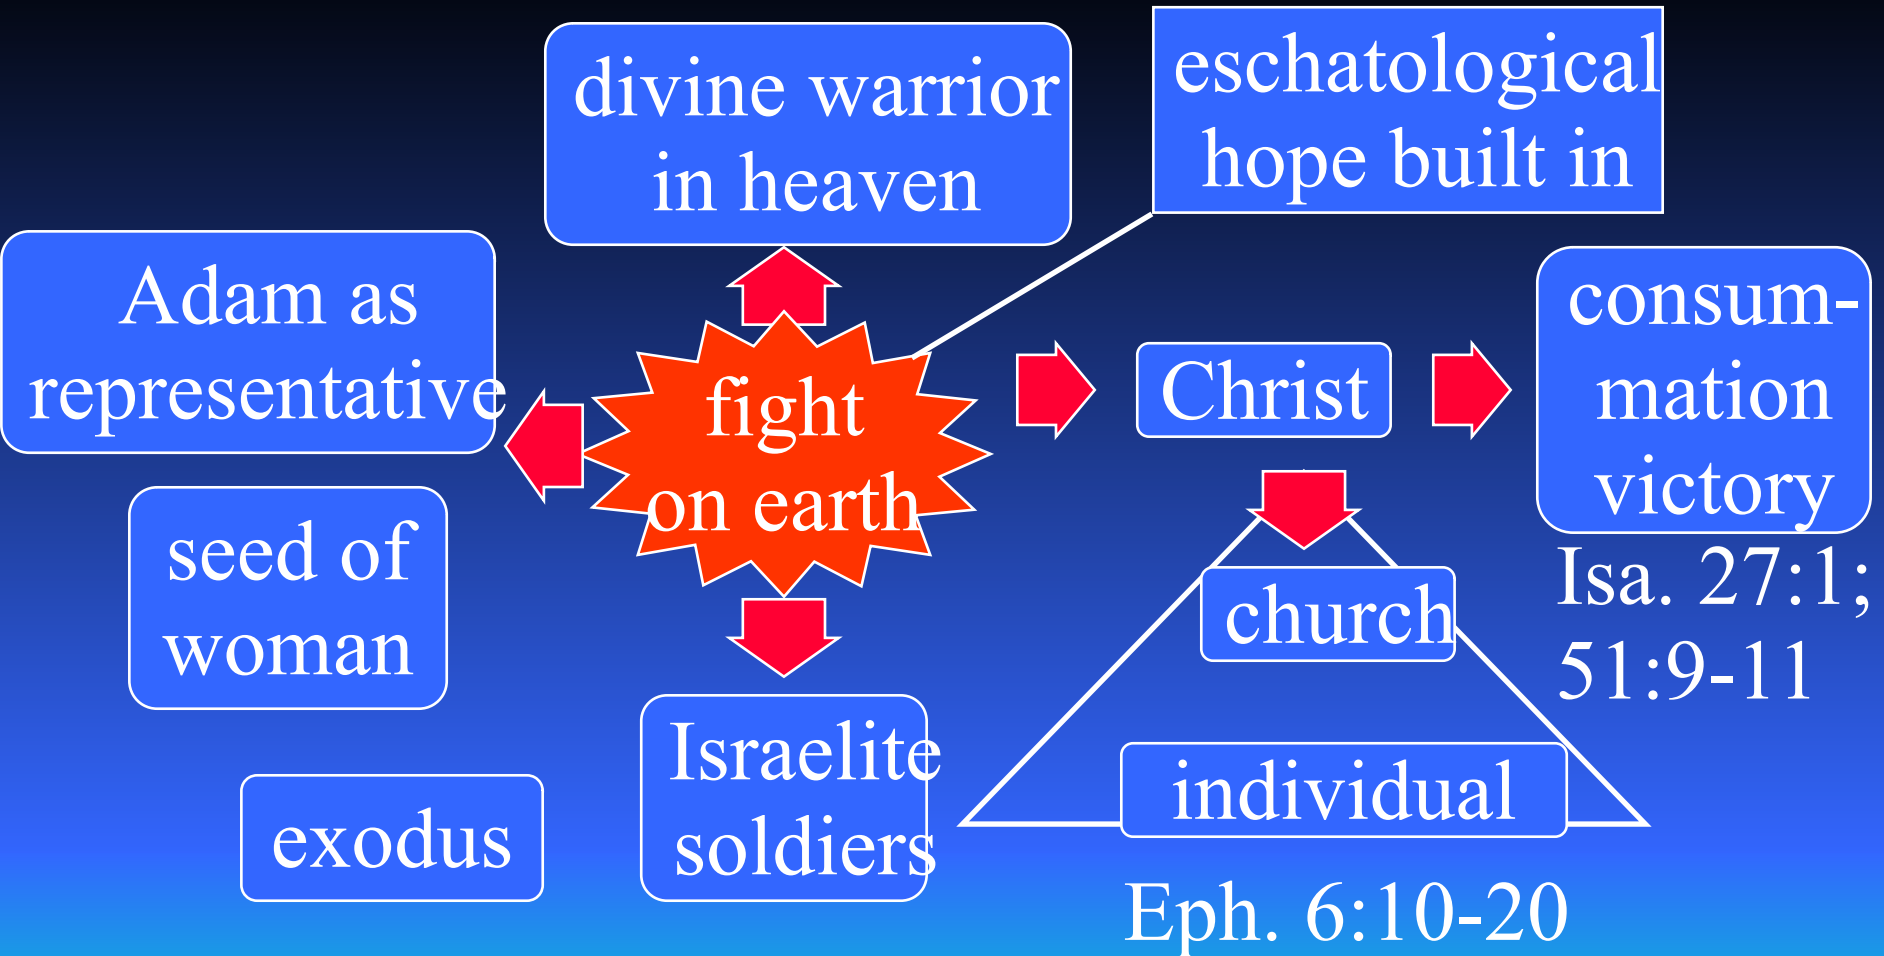 divine warrior
in heaven
eschatological
hope built in
Adam as
representative
fight
on earth
Christ
consum-
mation
victory
seed of
woman
church
Isa. 27:1;
51:9-11
Israelite
soldiers
individual
exodus
Eph. 6:10-20